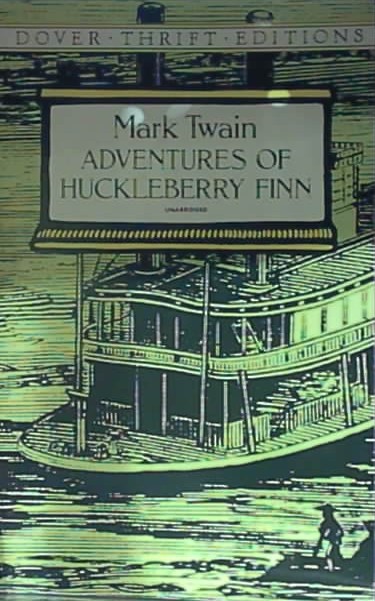 DOVER · THRIFT · EDITIONS
Mark Twain
ADVENTURES OF
HUCKLEBERRY FINN
UNABRIDGED